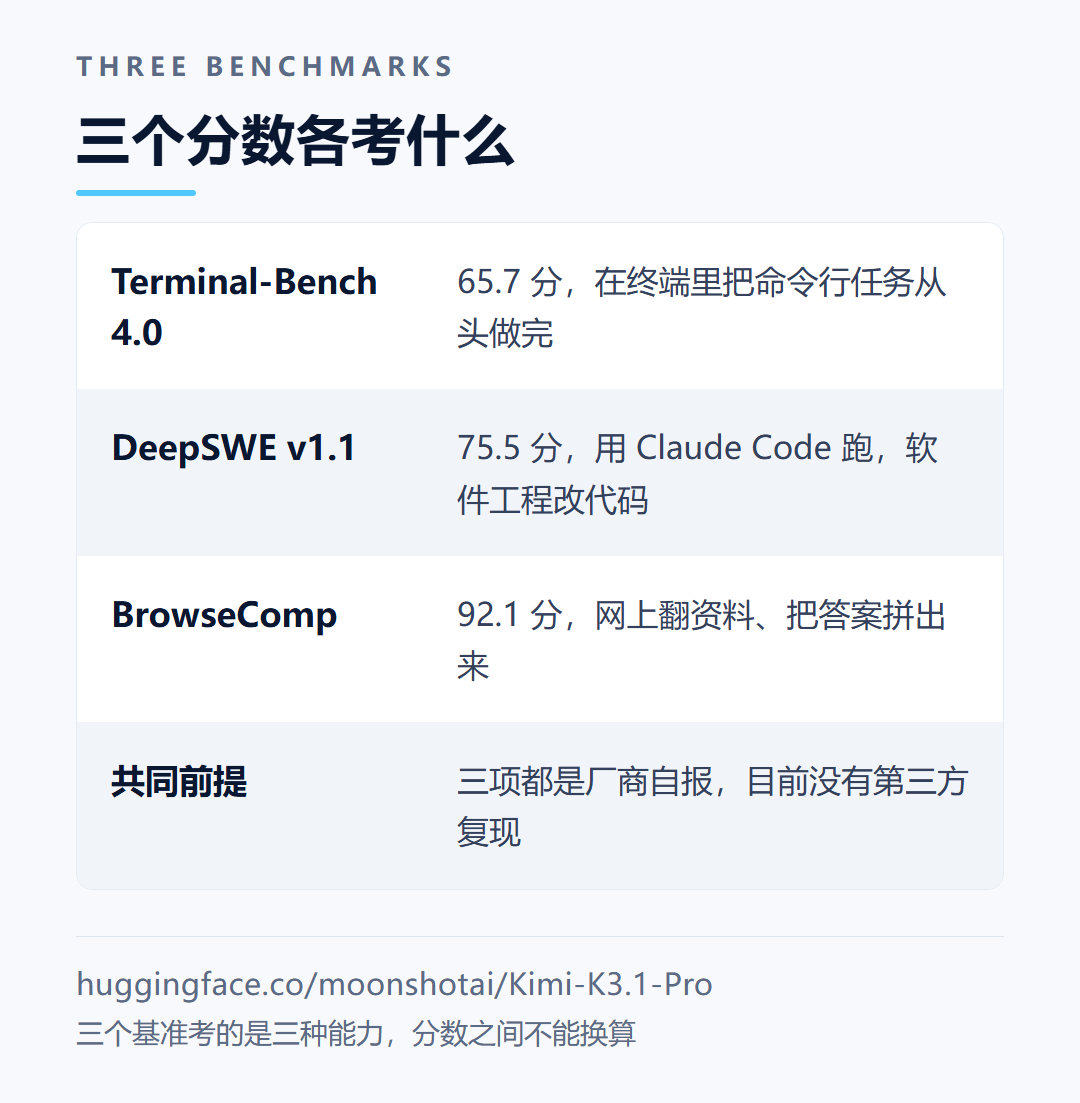 THREE BENCHMARKS
三个分数各考什么
Terminal-Bench
4.0
65.7 分，在终端里把命令行任务从
头做完
DeepSWE v1.1
75.5 分，用 Claude Code 跑，软
件工程改代码
BrowseComp
92.1 分，网上翻资料、把答案拼出
来
共同前提
三项都是厂商自报，目前没有第三方
复现
huggingface.co/moonshotai/Kimi-K3.1-Pro
三个基准考的是三种能力，分数之间不能换算